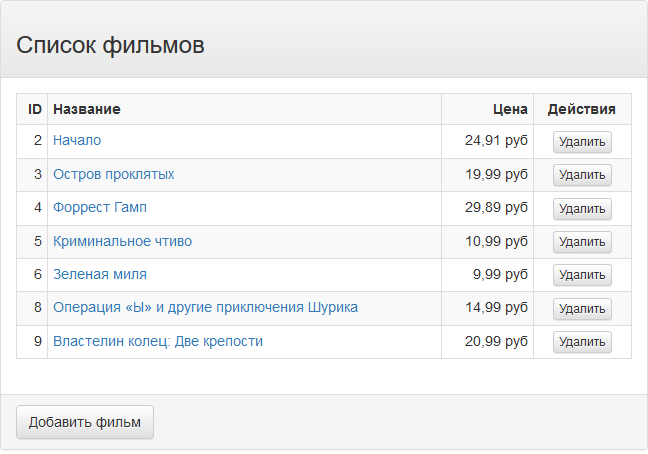 Список фильмов
ID Название Цена Действия
2 Начало 24,91 руб Удалить
3 Остров проклятых 19,99 руб Удалить
4 Форрест Гамп 29,89 руб Удалить
5 Криминальное чтиво 10,99 руб Удалить
6 Зеленая миля 9,99 руб Удалить
8 Операция «Ы» и другие приключения Шурика 14,99 руб Удалить
9 Властелин колец: Две крепости 20,99 руб Удалить
Добавить фильм